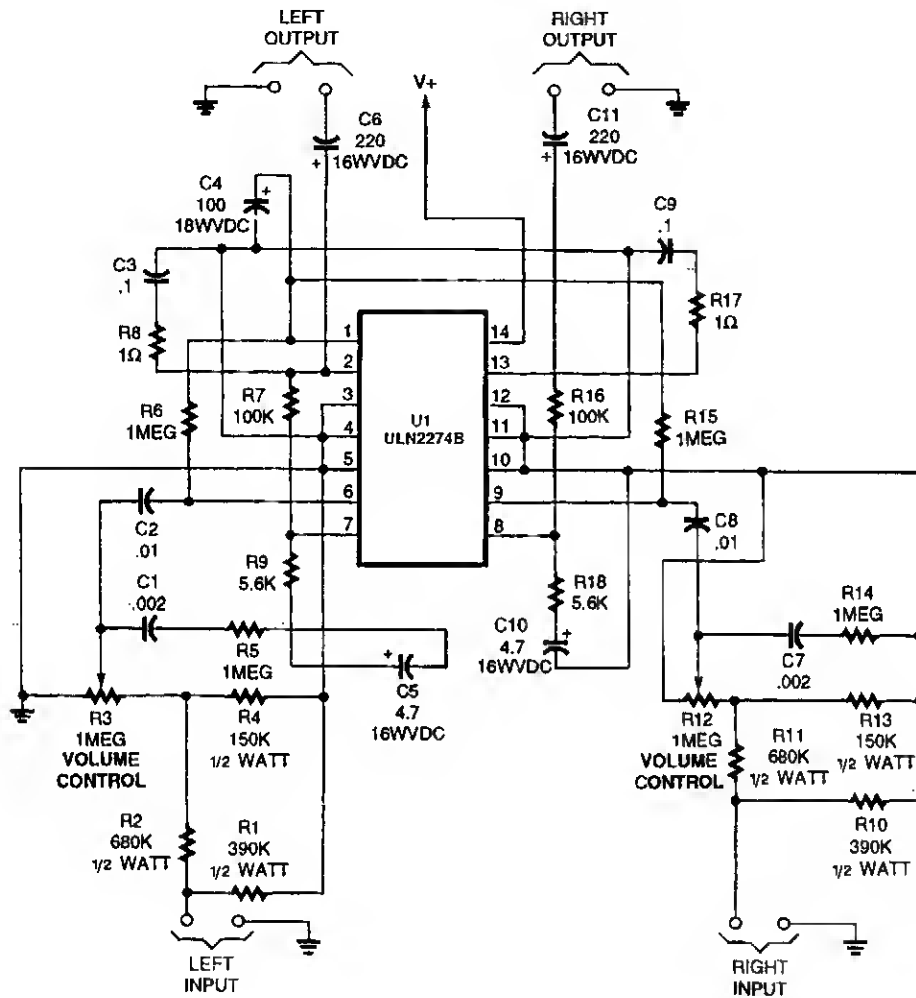 LEFT
OUTPUT
RIGHT
OUTPUT
V+
C6
220
16WVDC
+
C11
220
16WVDC
+
C4
100
18WVDC
+
C9
.1
C3
.1
R17
1Ω
R8
1Ω
1
14
2
13
R7
100K
3
12
R16
100K
R6
1MEG
4
U1
ULN2274B
11
R15
1MEG
5
10
6
9
7
8
C2
.01
C8
.01
R9
5.6K
R18
5.6K
C1
.002
R14
1MEG
C10
4.7
16WVDC
+
R5
1MEG
+
C5
4.7
16WVDC
C7
.002
R3
1MEG
VOLUME
CONTROL
R4
150K
1/2 WATT
R12
1MEG
VOLUME
CONTROL
R11
680K
1/2 WATT
R13
150K
1/2 WATT
R2
680K
1/2 WATT
R1
390K
1/2 WATT
R10
390K
1/2 WATT
LEFT
INPUT
RIGHT
INPUT